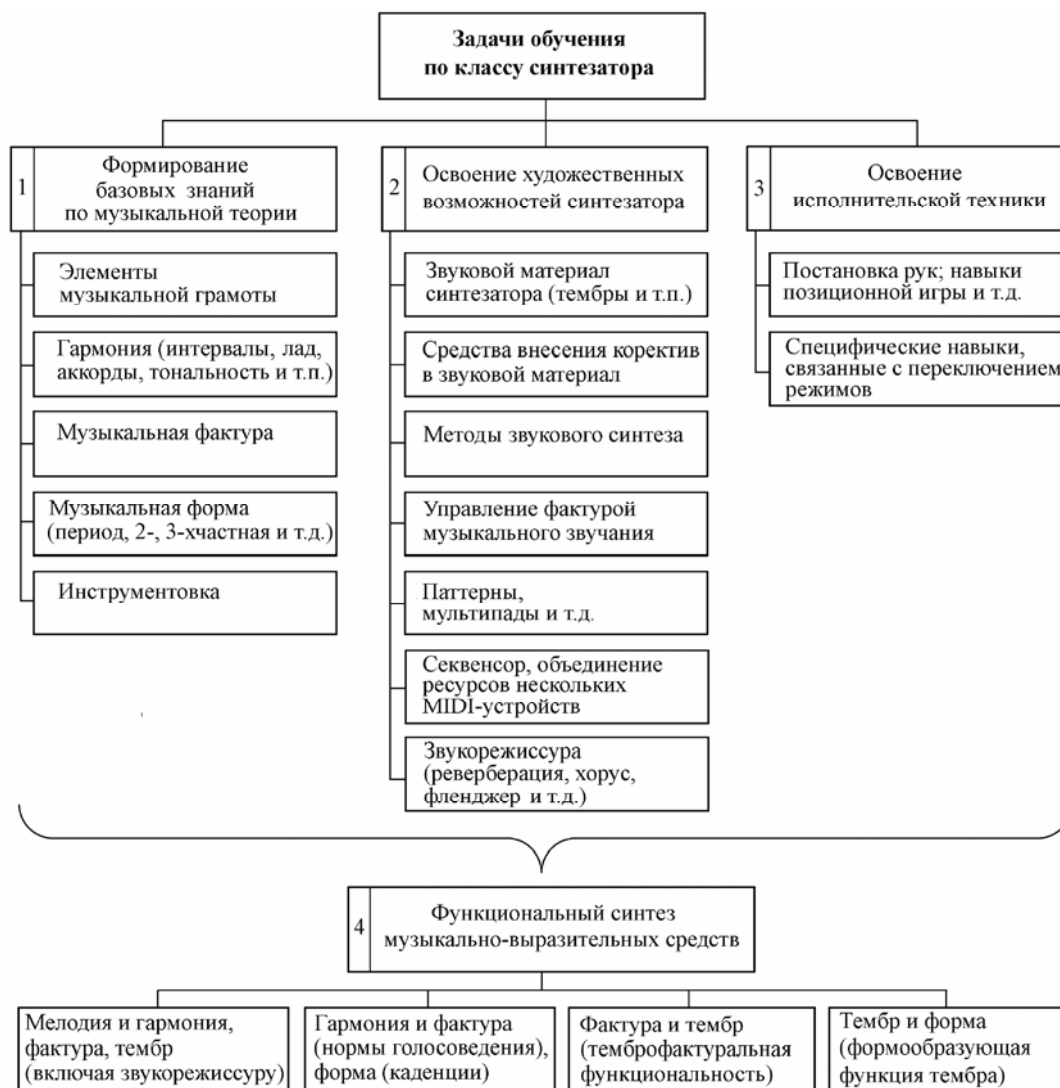 Задачи обучения
по классу синтезатора
1
Формирование
базовых знаний
по музыкальной теории
Элементы
музыкальной грамоты
Гармония (интервалы, лад,
аккорды, тональность и т.п.)
Музыкальная фактура
Музыкальная форма
(период, 2-, 3-хчастная и т.д.)
Инструментовка
2
Освоение художественных
возможностей синтезатора
Звуковой материал
синтезатора (тембры и т.п.)
Средства внесения коректив
в звуковой материал
Методы звукового синтеза
Управление фактурой
музыкального звучания
Паттерны,
мультипады и т.д.
Секвенсор, объединение
ресурсов нескольких
MIDI-устройств
Звукорежиссура
(реверберация, хорус,
фленджер и т.д.)
3
Освоение
исполнительской техники
Постановка рук; навыки
позиционной игры и т.д.
Специфические навыки,
связанные с переключением
режимов
4
Функциональный синтез
музыкально-выразительных средств
Мелодия и гармония,
фактура, тембр
(включая звукорежиссуру)
Гармония и фактура
(нормы голосоведения),
форма (каденции)
Фактура и тембр
(темброфактуральная
функциональность)
Тембр и форма
(формообразующая
функция тембра)